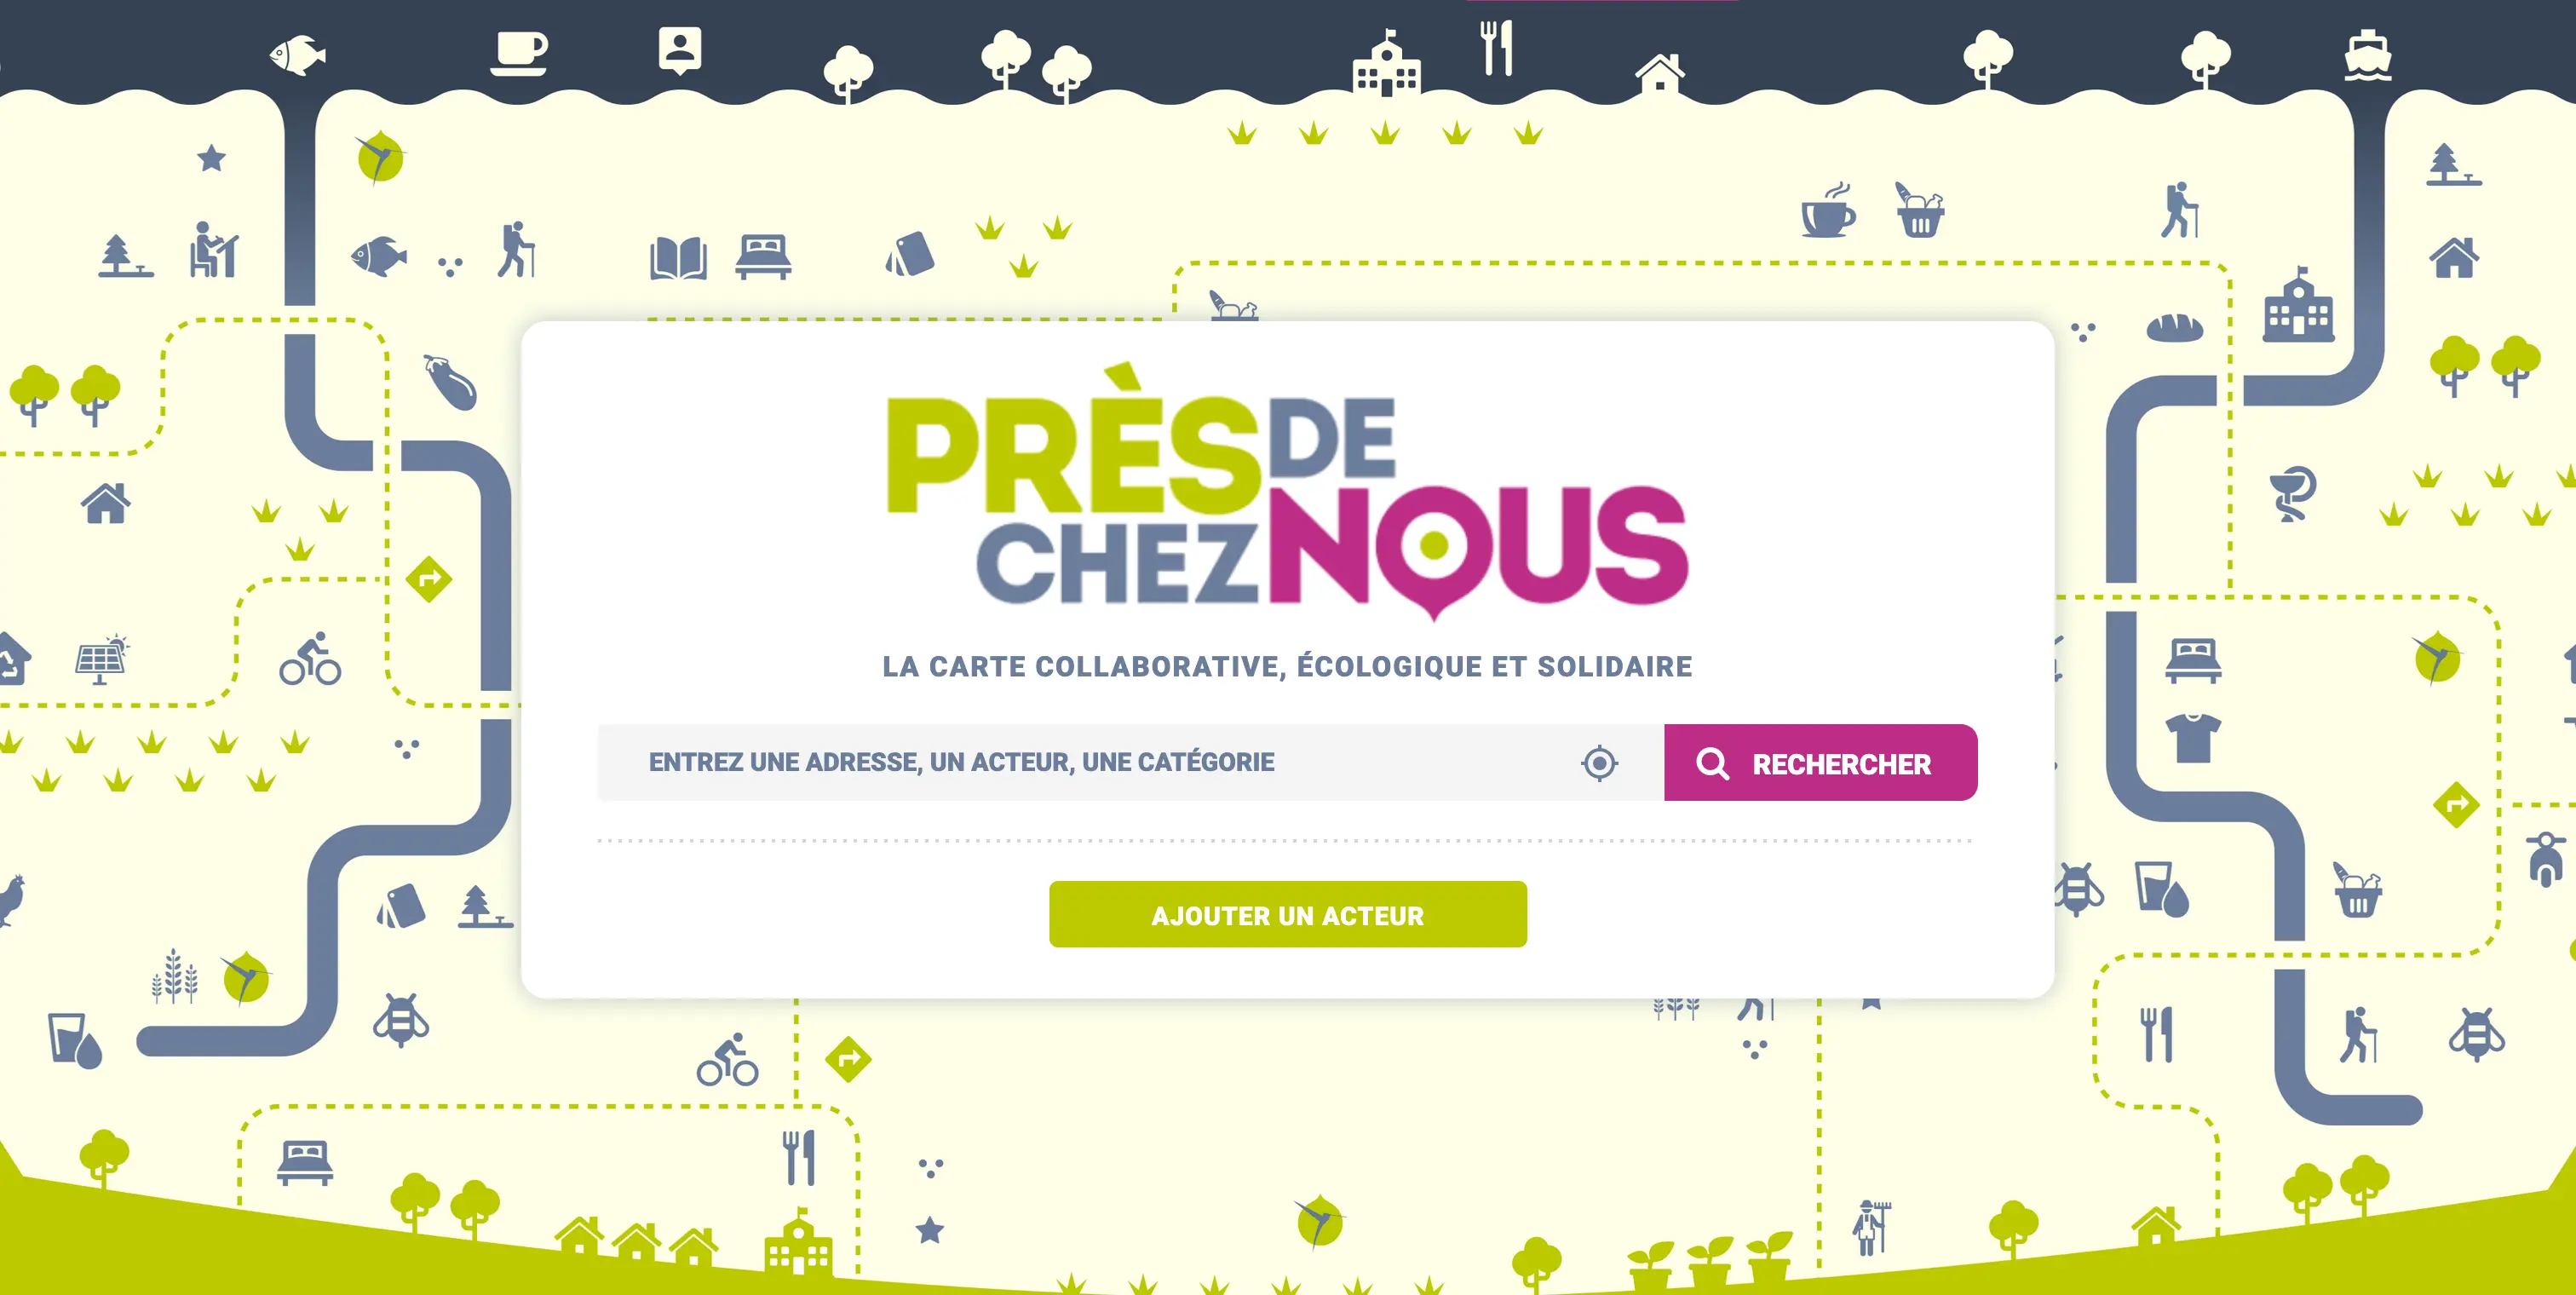 PRÈS DE
CHEZ NOUS
LA CARTE COLLABORATIVE, ÉCOLOGIQUE ET SOLIDAIRE
ENTREZ UNE ADRESSE, UN ACTEUR, UNE CATÉGORIE
RECHERCHER
AJOUTER UN ACTEUR